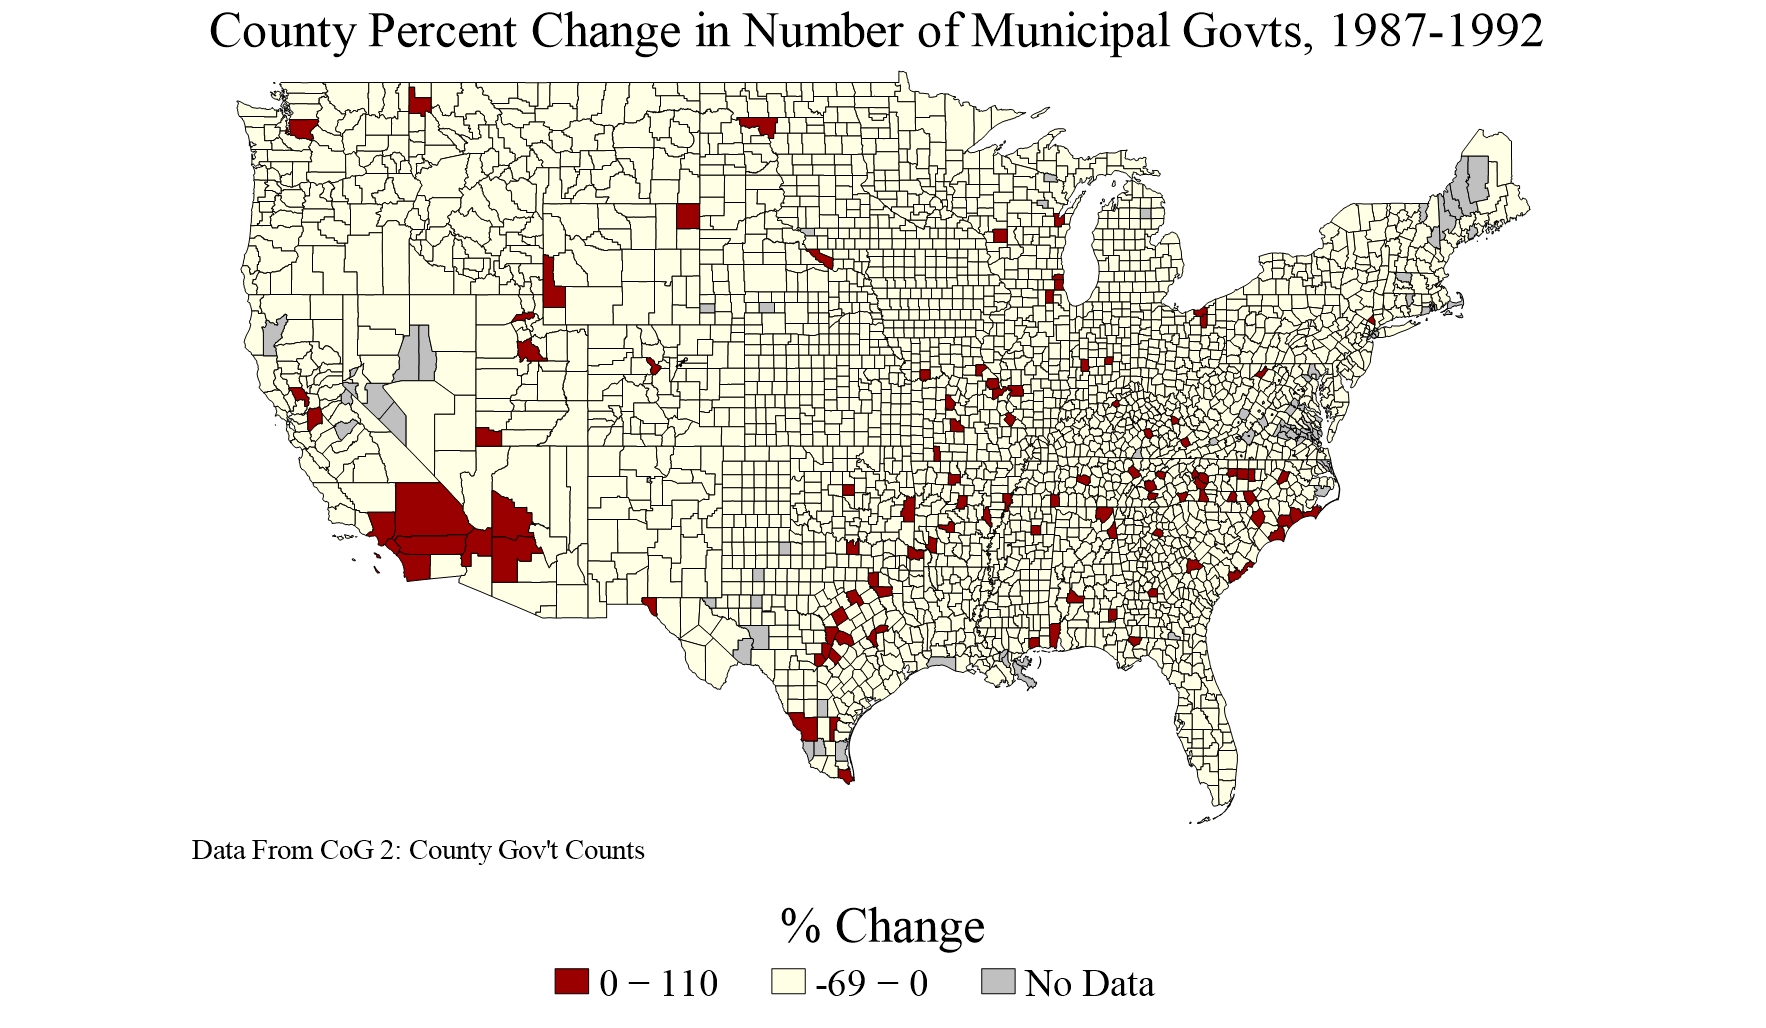 County Percent Change in Number of Municipal Govts, 1987-1992
Data From CoG 2: County Gov't Counts
% Change
0 − 110
-69 − 0
No Data